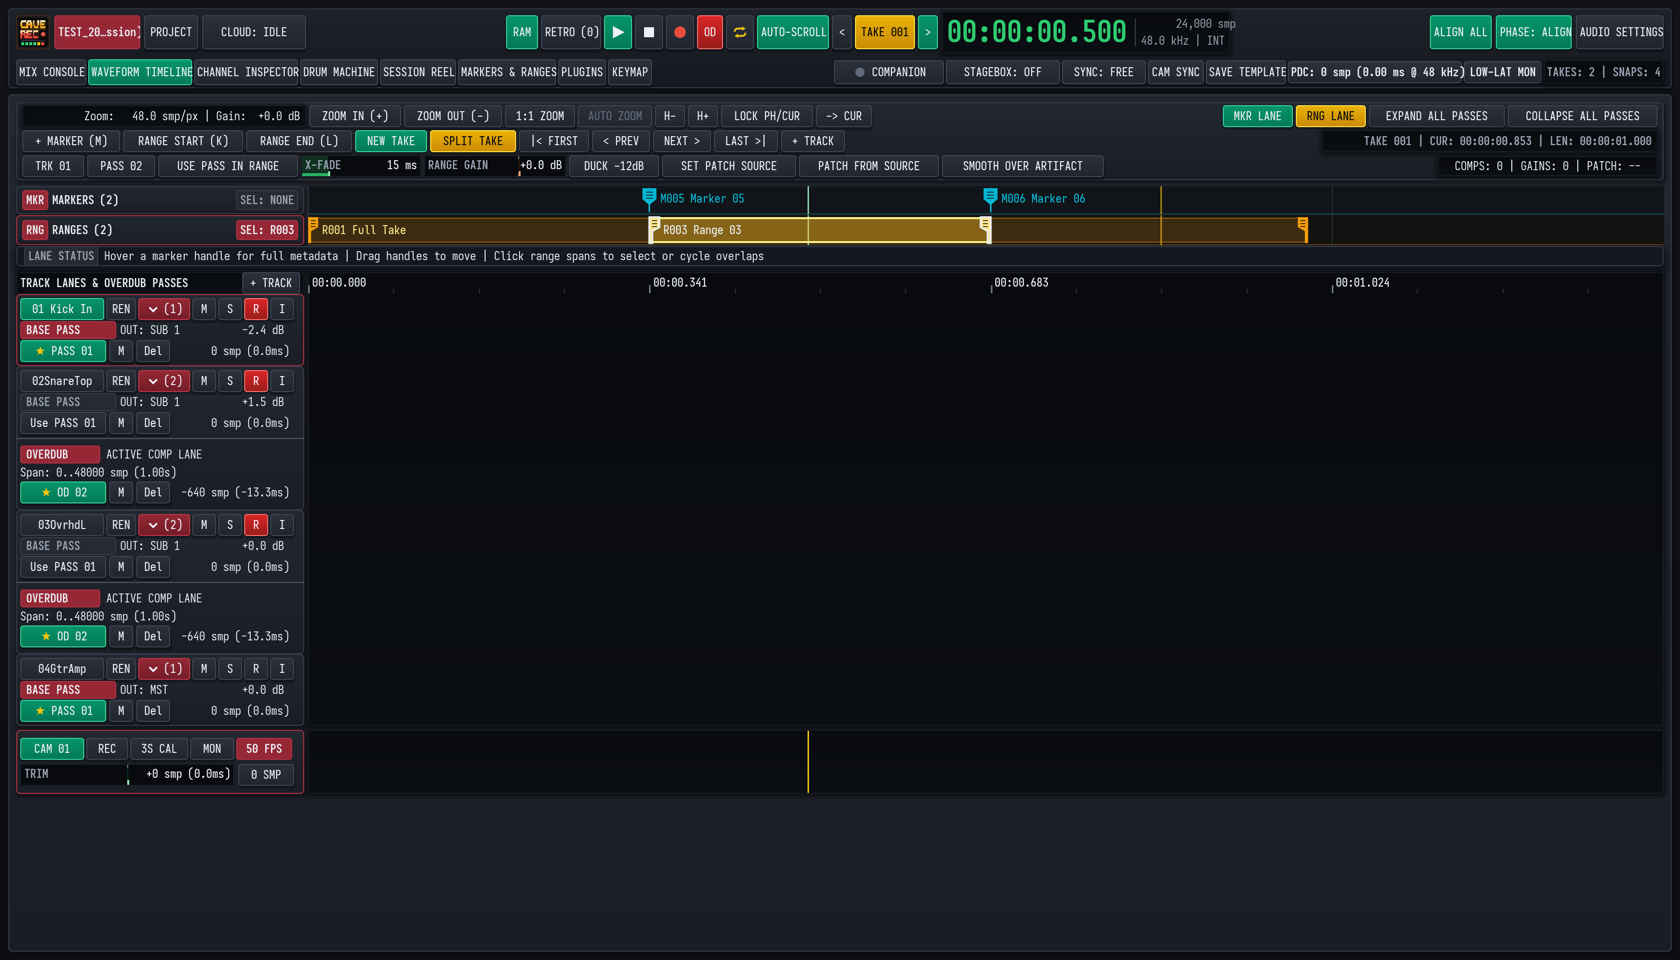 CAVE REC
TEST_20…ssion] PROJECT CLOUD: IDLE RAM RETRO (0) OD AUTO-SCROLL < TAKE 001 > 00:00:00.500 24,000 smp 48.0 kHz | INT ALIGN ALL PHASE: ALIGN AUDIO SETTINGS
MIX CONSOLE WAVEFORM TIMELINE CHANNEL INSPECTOR DRUM MACHINE SESSION REEL MARKERS & RANGES PLUGINS KEYMAP COMPANION STAGEBOX: OFF SYNC: FREE CAM SYNC SAVE TEMPLATE PDC: 0 smp (0.00 ms @ 48 kHz) LOW-LAT MON TAKES: 2 | SNAPS: 4
Zoom: 48.0 smp/px | Gain: +0.0 dB ZOOM IN (+) ZOOM OUT (-) 1:1 ZOOM AUTO ZOOM H- H+ LOCK PH/CUR -> CUR MKR LANE RNG LANE EXPAND ALL PASSES COLLAPSE ALL PASSES
+ MARKER (M) RANGE START (K) RANGE END (L) NEW TAKE SPLIT TAKE |< FIRST < PREV NEXT > LAST >| + TRACK TAKE 001 | CUR: 00:00:00.853 | LEN: 00:00:01.000
TRK 01 PASS 02 USE PASS IN RANGE X-FADE 15 ms RANGE GAIN +0.0 dB DUCK -12dB SET PATCH SOURCE PATCH FROM SOURCE SMOOTH OVER ARTIFACT COMPS: 0 | GAINS: 0 | PATCH: --
MKR MARKERS (2) SEL: NONE M005 Marker 05 M006 Marker 06
RNG RANGES (2) SEL: R003 R001 Full Take R003 Range 03
LANE STATUS Hover a marker handle for full metadata | Drag handles to move | Click range spans to select or cycle overlaps
TRACK LANES & OVERDUB PASSES + TRACK 00:00.000 00:00.341 00:00.683 00:01.024
01 Kick In REN (1) M S R I
BASE PASS OUT: SUB 1 -2.4 dB
★ PASS 01 M Del 0 smp (0.0ms)
02SnareTop REN (2) M S R I
BASE PASS OUT: SUB 1 +1.5 dB
Use PASS 01 M Del 0 smp (0.0ms)
OVERDUB ACTIVE COMP LANE
Span: 0..48000 smp (1.00s)
★ OD 02 M Del -640 smp (-13.3ms)
03OvrhdL REN (2) M S R I
BASE PASS OUT: SUB 1 +0.0 dB
Use PASS 01 M Del 0 smp (0.0ms)
OVERDUB ACTIVE COMP LANE
Span: 0..48000 smp (1.00s)
★ OD 02 M Del -640 smp (-13.3ms)
04GtrAmp REN (1) M S R I
BASE PASS OUT: MST +0.0 dB
★ PASS 01 M Del 0 smp (0.0ms)
CAM 01 REC 3S CAL MON 50 FPS
TRIM +0 smp (0.0ms) 0 SMP